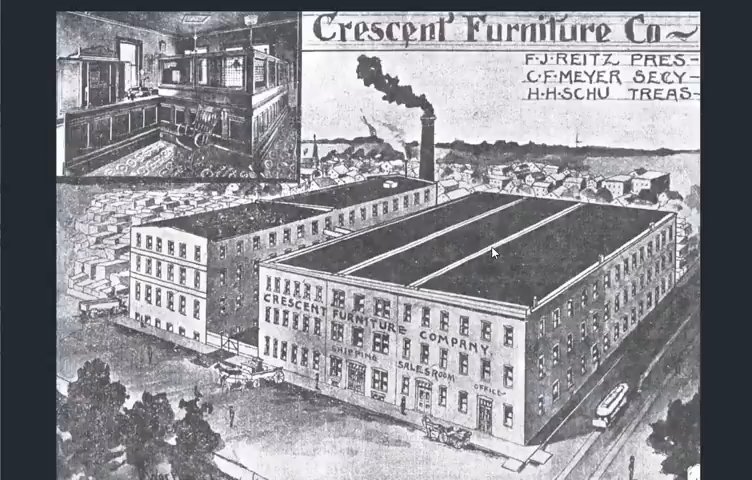 Crescent Furniture Co~
F·J·REITZ PRES-
C·F·MEYER SECY-
H·H·SCHU TREAS-
CRESCENT FURNITURE COMPANY
SHIPPING
SALESROOM
OFFICE